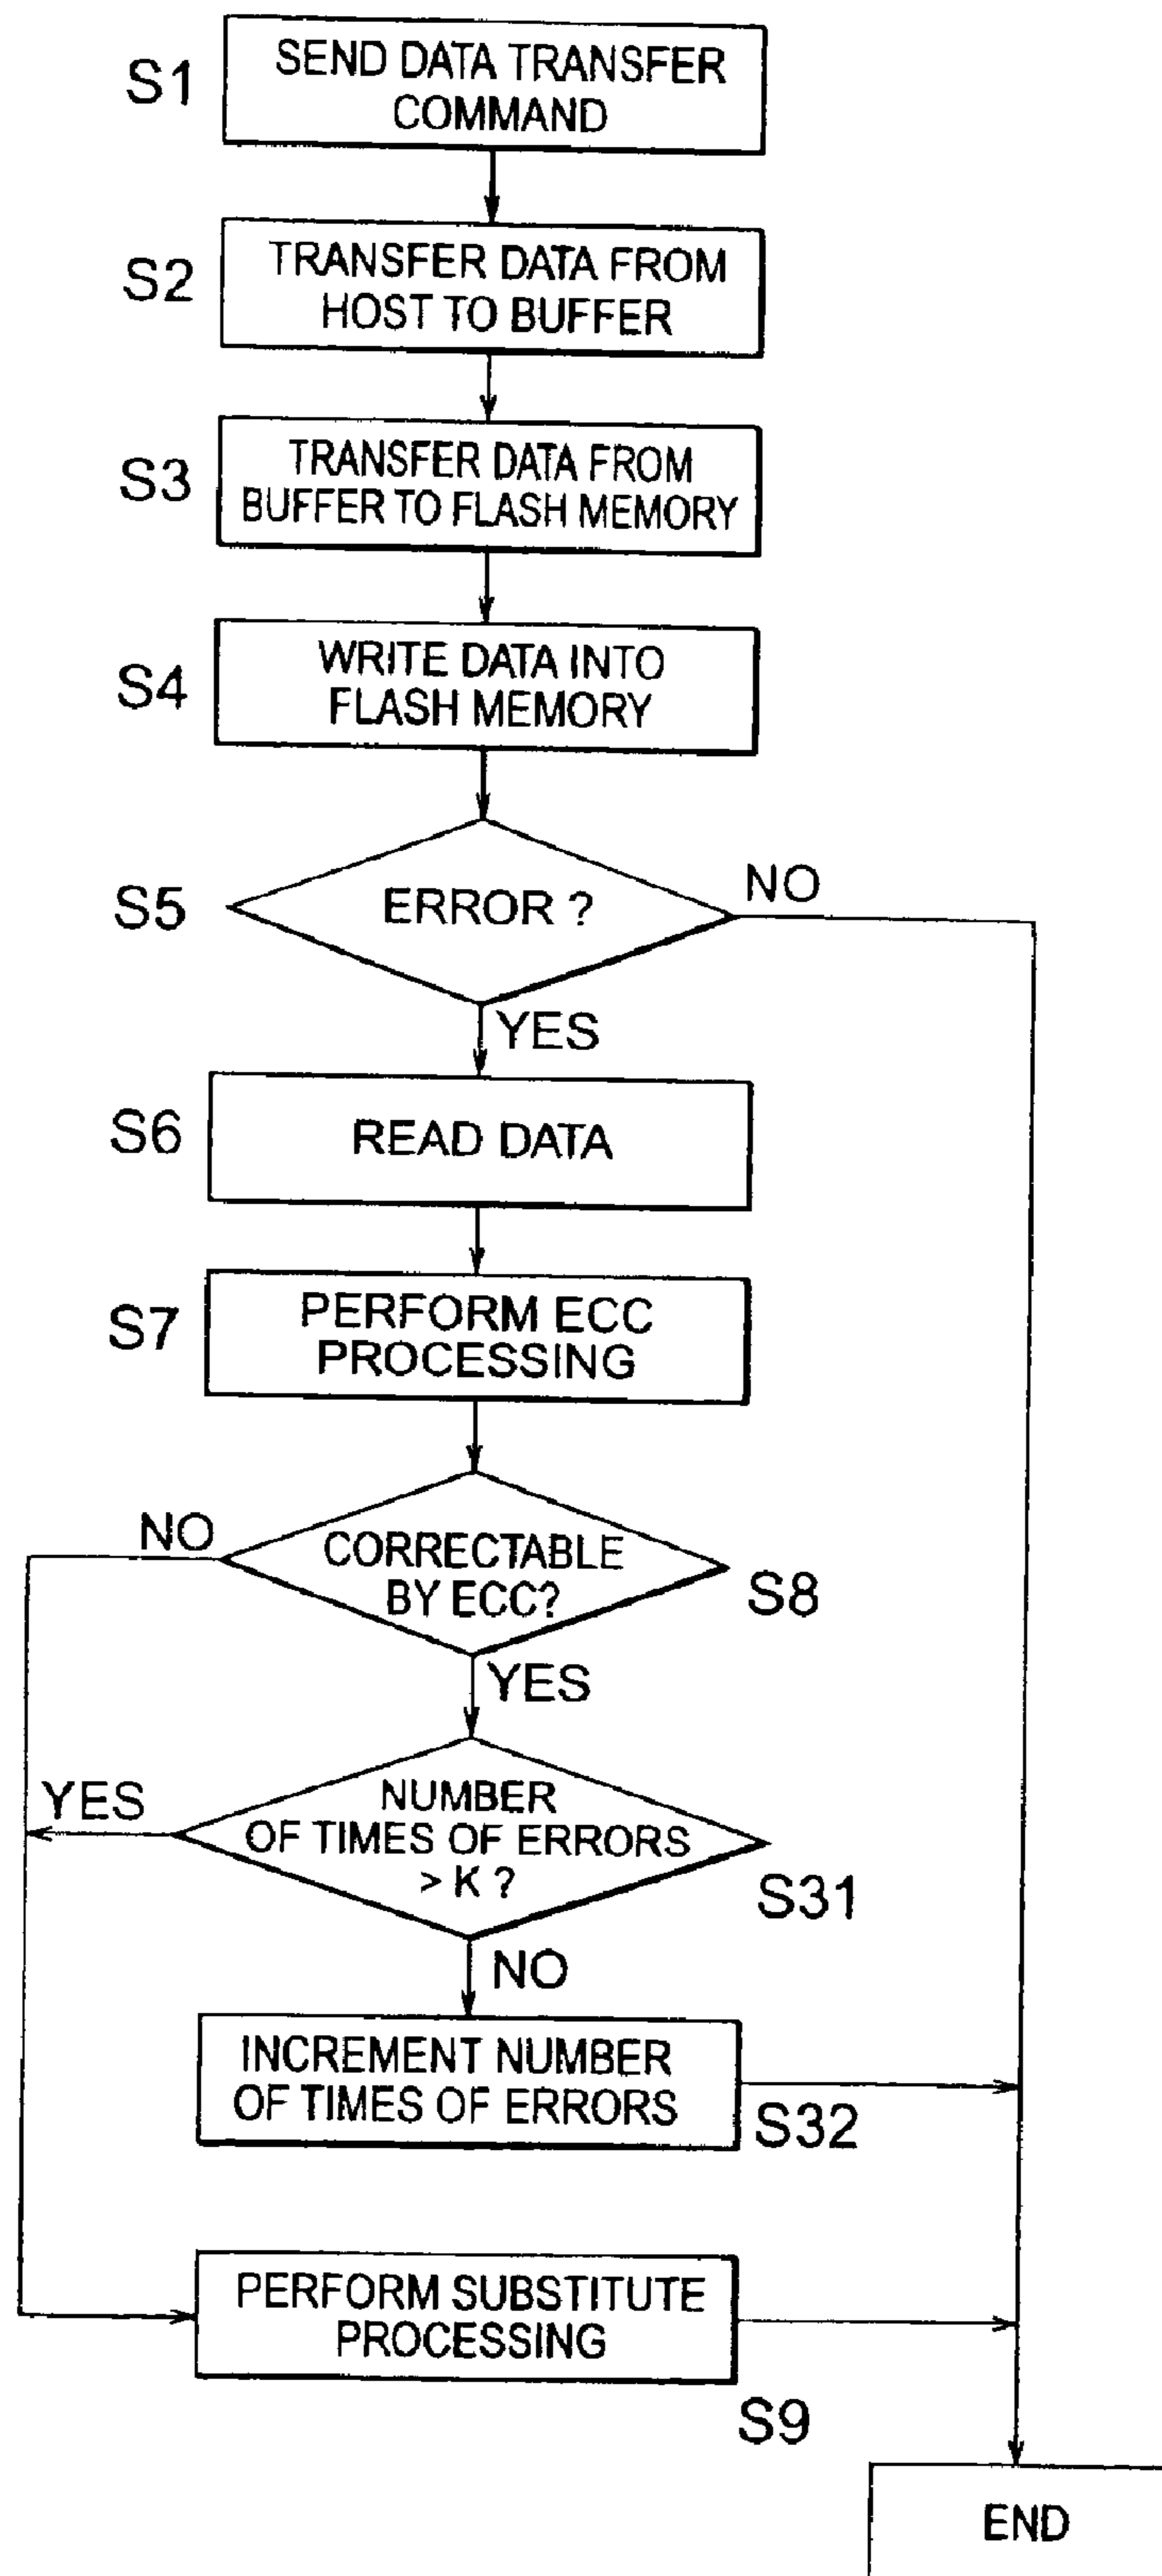 S1
SEND DATA TRANSFER
COMMAND
S2
TRANSFER DATA FROM
HOST TO BUFFER
S3
TRANSFER DATA FROM
BUFFER TO FLASH MEMORY
S4
WRITE DATA INTO
FLASH MEMORY
S5
ERROR ?
NO
YES
S6
READ DATA
S7
PERFORM ECC
PROCESSING
NO
CORRECTABLE
BY ECC?
S8
YES
YES
NUMBER
OF TIMES OF ERRORS
> K ?
S31
NO
INCREMENT NUMBER
OF TIMES OF ERRORS
S32
PERFORM SUBSTITUTE
PROCESSING
S9
END